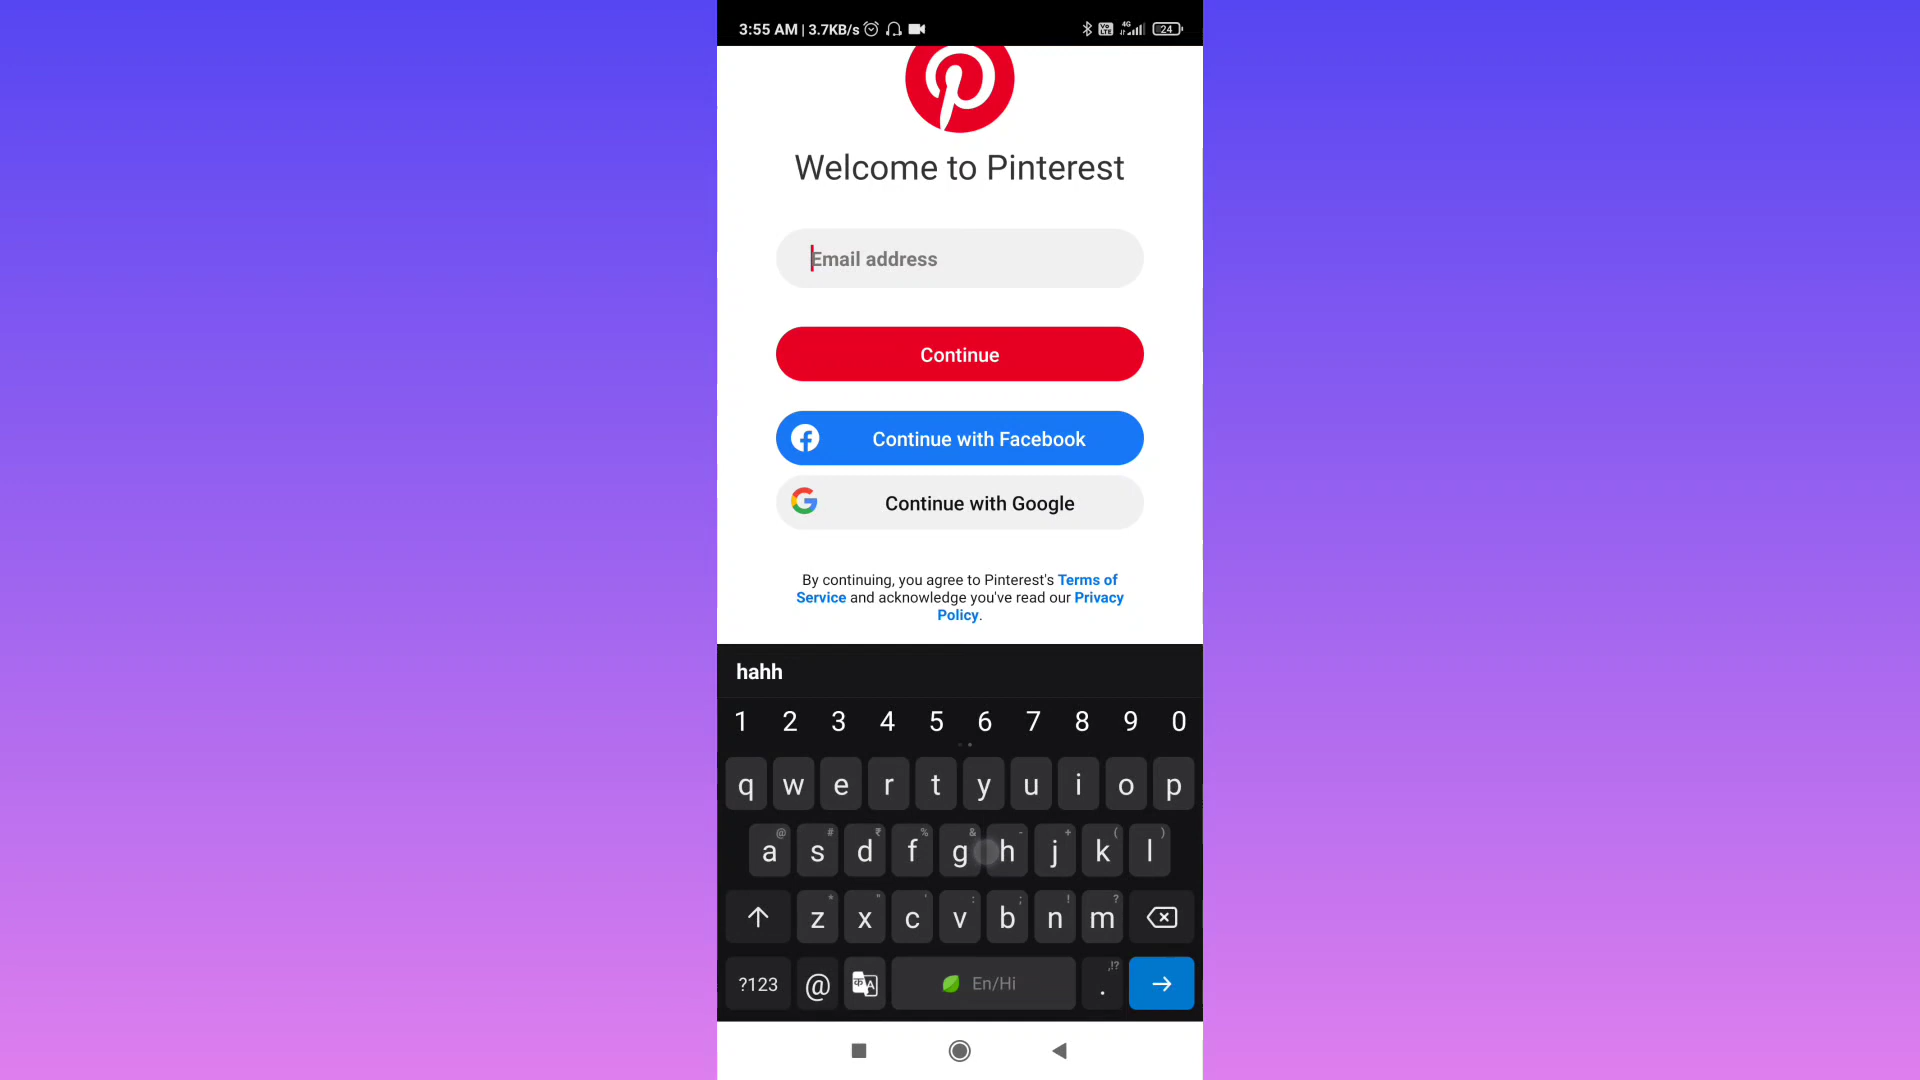 3:55 AM | 3.7KB/s 4G 24
Welcome to Pinterest
Email address
Continue
Continue with Facebook
Continue with Google
By continuing, you agree to Pinterest's Terms of
Service and acknowledge you've read our Privacy
Policy.
hahh
1 2 3 4 5 6 7 8 9 0
q w e r t y u i o p
@ # ₹ % & - + ( )
a s d f g h j k l
* " ' : ; ! ?
z x c v b n m
,!?
?123 @ En/Hi .